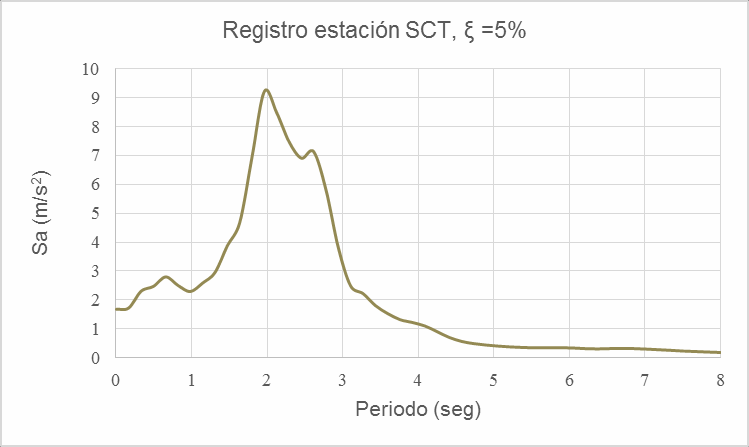 Registro estación SCT, ξ =5%
10
9
8
7
6
5
4
3
2
1
0
Sa (m/s²)
0 1 2 3 4 5 6 7 8
Periodo (seg)